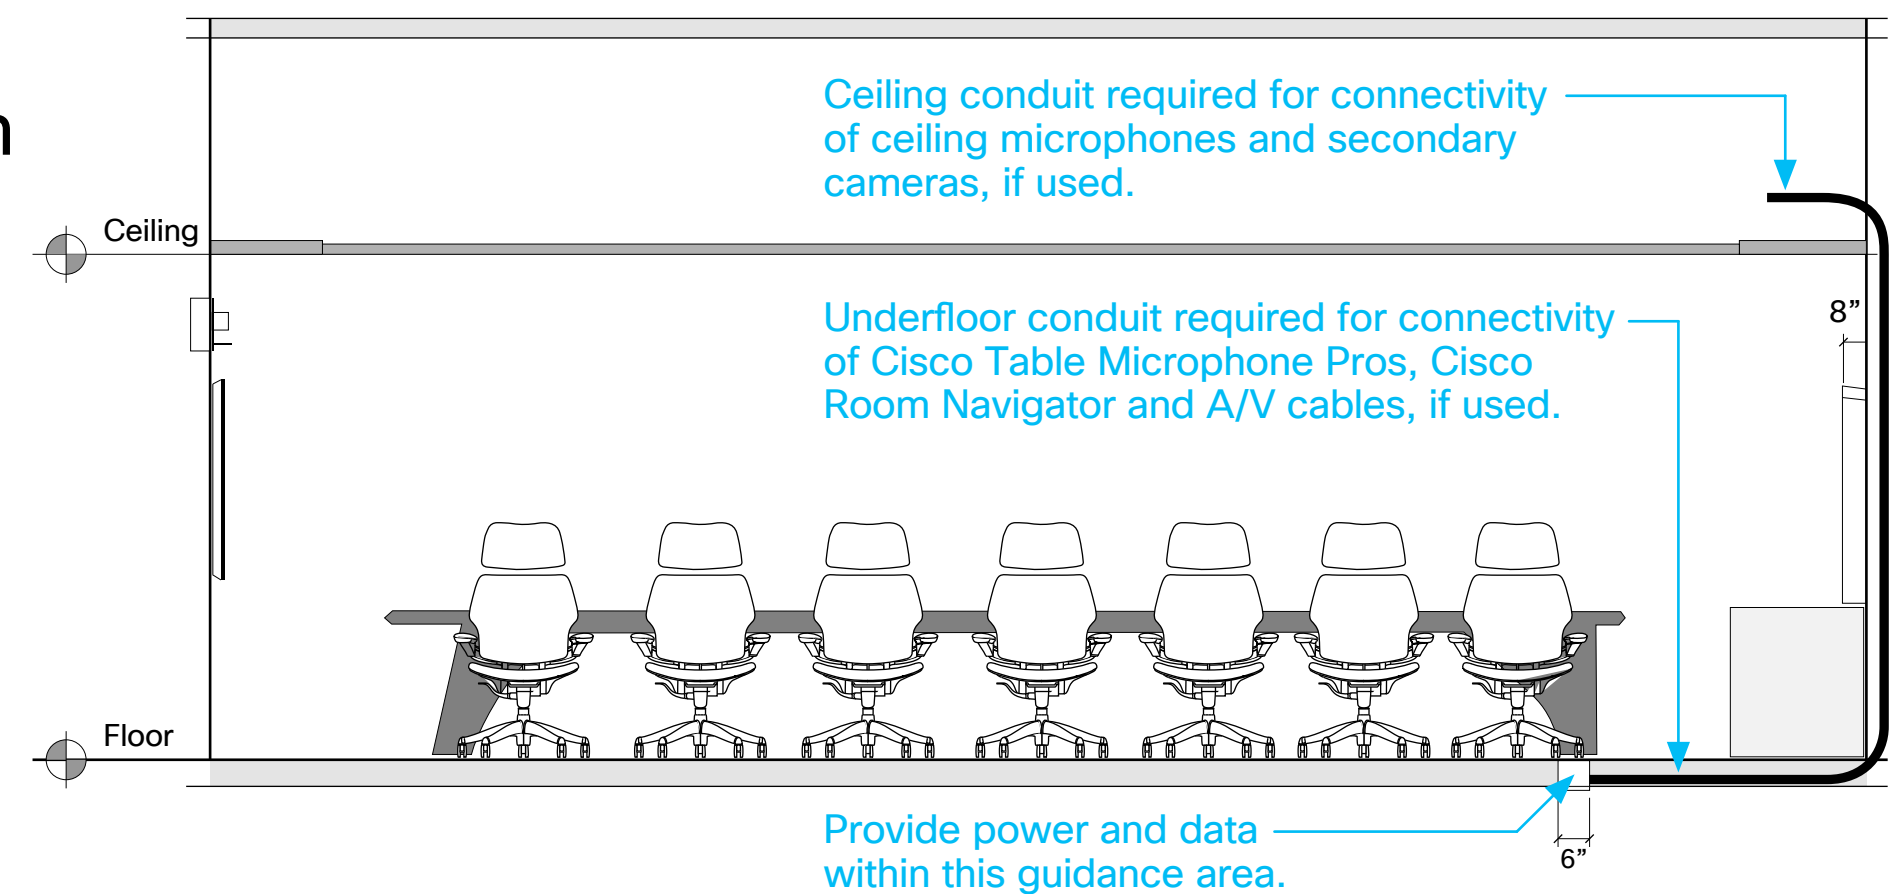 Ceiling conduit required for connectivity
of ceiling microphones and secondary
cameras, if used.
n
Ceiling
8”
Underfloor conduit required for connectivity
of Cisco Table Microphone Pros, Cisco
Room Navigator and A/V cables, if used.
Floor
Provide power and data
within this guidance area.
6”